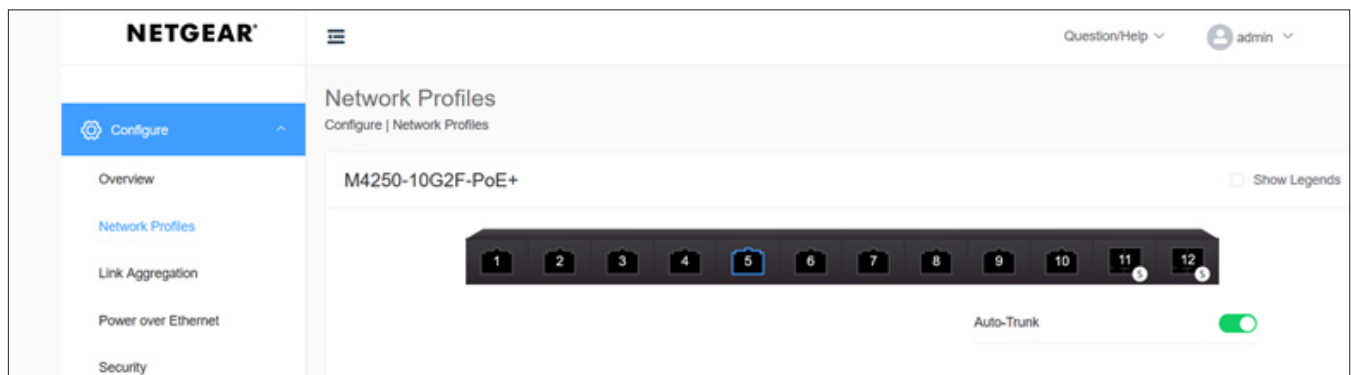 NETGEAR®
Question/Help
admin
Configure
Network Profiles
Configure | Network Profiles
Overview
Network Profiles
Link Aggregation
Power over Ethernet
Security
M4250-10G2F-PoE+
Show Legends
1 2 3 4 5 6 7 8 9 10 11 S 12 S
Auto-Trunk